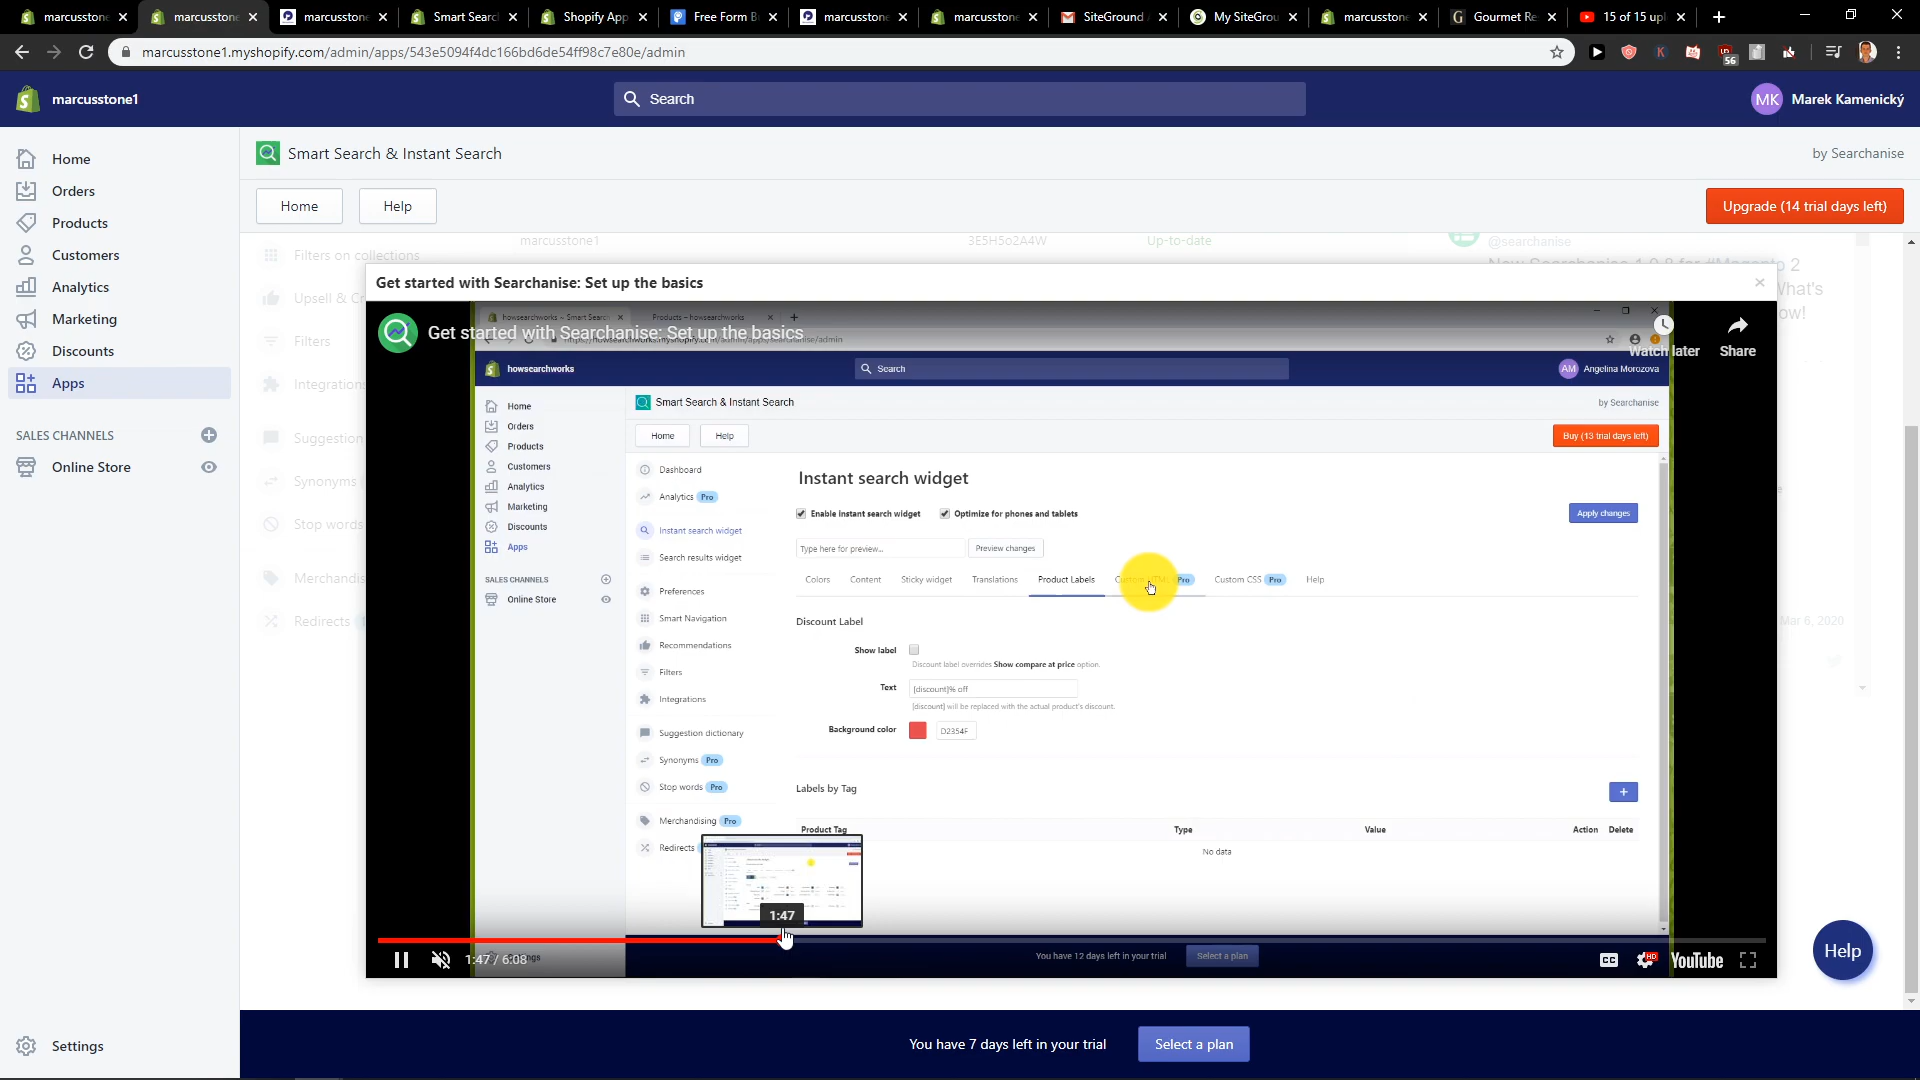 marcusstone
marcusstone
marcusstone
Smart Searc
Shopify App
Free Form B
marcusstone
marcusstone
SiteGround
My SiteGrou
marcusstone
Gourmet Re
15 of 15 upl
marcusstone1.myshopify.com/admin/apps/543e5094f4dc166bd6de54ff98c7e80e/admin
56
marcusstone1
Search
MK
Marek Kamenický
Home
Orders
Products
Customers
Analytics
Marketing
Discounts
Apps
SALES CHANNELS
Online Store
Settings
Smart Search & Instant Search
by Searchanise
Home
Help
Upgrade (14 trial days left)
marcusstone1
3E5H5o2A4W
Up-to-date
@searchanise
Filters on collections
Upsell &
Filters
Integrations
Suggestion
Synonyms
Stop words
Merchandis
Redirects
Mar 6, 2020
Get started with Searchanise: Set up the basics
Get started with Searchanise: Set up the basics
Watch later
Share
howsearchworks – Smart Searc
Products – howsearchworks
howsearchworks
Search
AM
Angelina Morozova
Home
Orders
Products
Customers
Analytics
Marketing
Discounts
Apps
SALES CHANNELS
Online Store
Smart Search & Instant Search
by Searchanise
Home
Help
Buy (13 trial days left)
Dashboard
Analytics Pro
Instant search widget
Search results widget
Preferences
Smart Navigation
Recommendations
Filters
Integrations
Suggestion dictionary
Synonyms Pro
Stop words Pro
Merchandising Pro
Redirects
Instant search widget
Enable instant search widget
Optimize for phones and tablets
Apply changes
Type here for preview...
Preview changes
Colors
Content
Sticky widget
Translations
Product Labels
Pro
Custom CSS Pro
Help
Discount Label
Show label
Discount label overrides Show compare at price option.
Text
[discount]% off
[discount] will be replaced with the actual product's discount.
Background color
D2354F
Labels by Tag
+
Product Tag
Type
Value
Action
Delete
No data
1:47
You have 12 days left in your trial
Select a plan
1:47 / 6:08
CC
HD
YouTube
Help
You have 7 days left in your trial
Select a plan